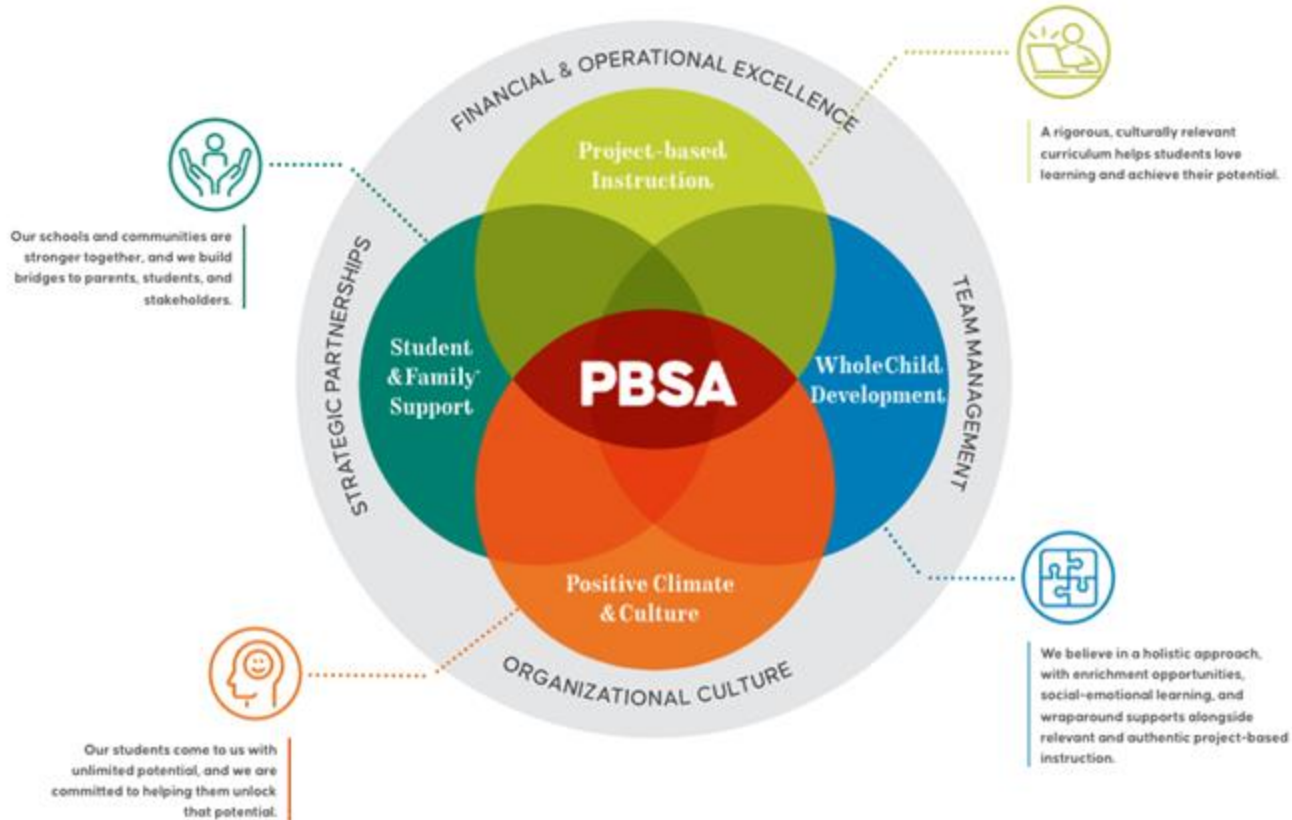 FINANCIAL & OPERATIONAL EXCELLENCE
A rigorous, culturally relevant
curriculum helps students love
learning and achieve their potential.
Project-based
Instruction
Our schools and communities are
stronger together, and we build
bridges to parents, students, and
stakeholders.
STRATEGIC PARTNERSHIPS
TEAM MANAGEMENT
Student
& Family
Support
PBSA
Whole Child
Development
Positive Climate
& Culture
ORGANIZATIONAL CULTURE
We believe in a holistic approach,
with enrichment opportunities,
social-emotional learning, and
wraparound supports alongside
relevant and authentic project-based
instruction.
Our students come to us with
unlimited potential, and we are
committed to helping them unlock
that potential.